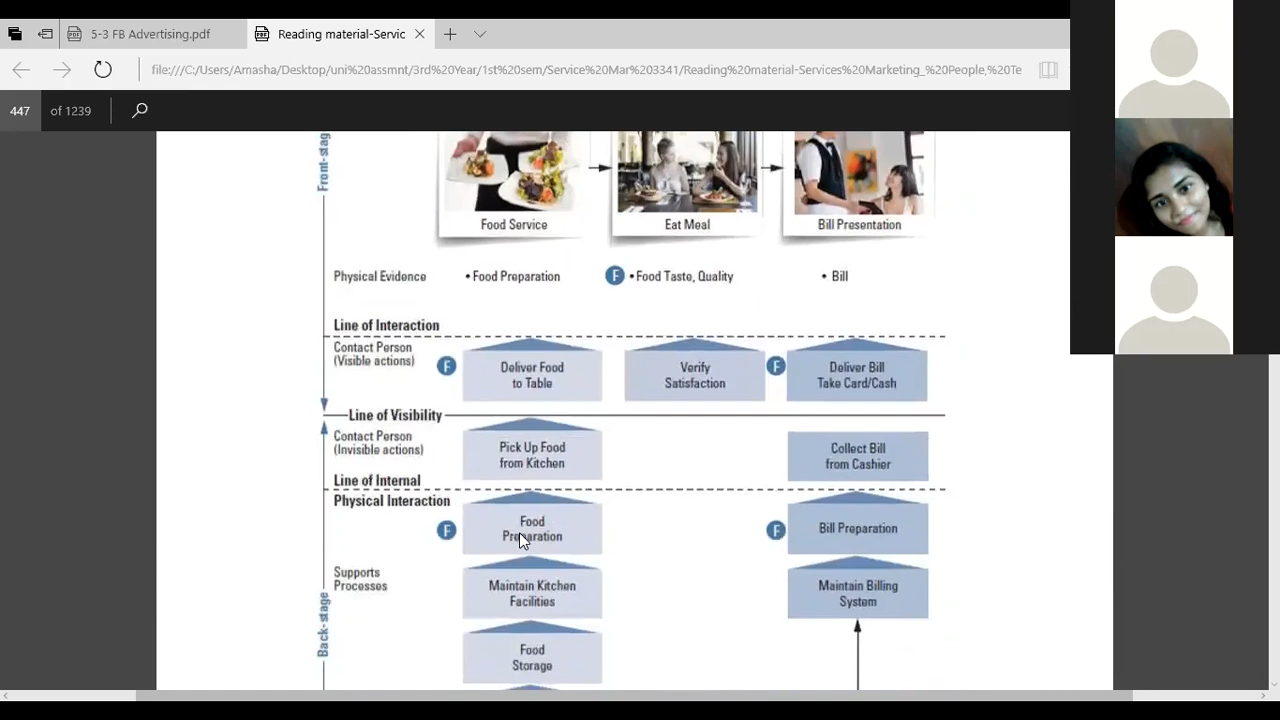 5-3 FB Advertising.pdf
Reading material-Servic
file:///C:/Users/Amasha/Desktop/uni%20assmnt/3rd%20Year/1st%20sem/Service%20Mar%203341/Reading%20material-Services%20Marketing_%20People,%20Te
447 of 1239
Front-stag
Food Service
Eat Meal
Bill Presentation
Physical Evidence
• Food Preparation
F • Food Taste, Quality
• Bill
Line of Interaction
Contact Person
(Visible actions)
F
Deliver Food
to Table
Verify
Satisfaction
F
Deliver Bill
Take Card/Cash
Line of Visibility
Contact Person
(Invisible actions)
Pick Up Food
from Kitchen
Collect Bill
from Cashier
Line of Internal
Physical Interaction
F
Food
Preparation
F
Bill Preparation
Supports
Processes
Maintain Kitchen
Facilities
Maintain Billing
System
Back-stage
Food
Storage